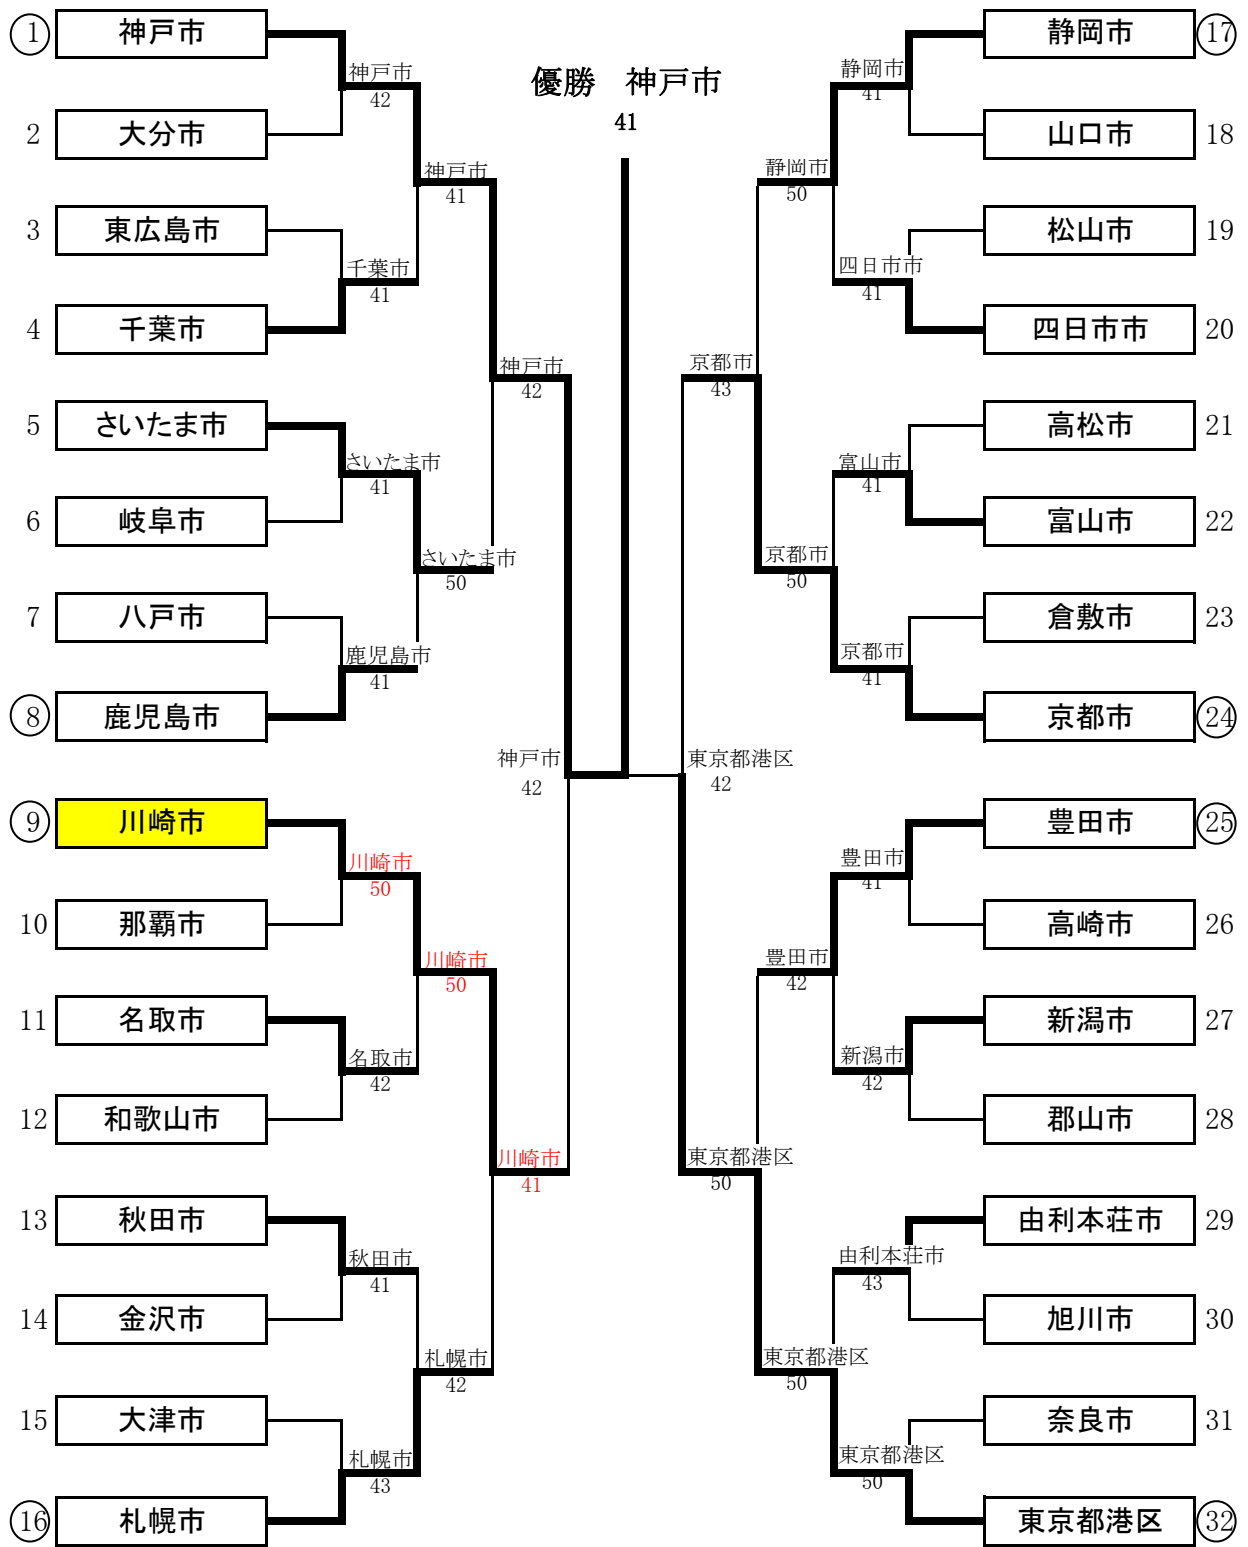 優勝 神戸市
41
1 神戸市
2 大分市
3 東広島市
4 千葉市
5 さいたま市
6 岐阜市
7 八戸市
8 鹿児島市
9 川崎市
10 那覇市
11 名取市
12 和歌山市
13 秋田市
14 金沢市
15 大津市
16 札幌市
神戸市
42
千葉市
41
さいたま市
41
鹿児島市
41
川崎市
50
名取市
42
秋田市
41
札幌市
43
神戸市
41
さいたま市
50
川崎市
50
札幌市
42
神戸市
42
川崎市
41
神戸市
42
東京都港区
42
京都市
43
東京都港区
50
静岡市
50
京都市
50
豊田市
42
東京都港区
50
静岡市
41
四日市市
41
富山市
41
京都市
41
豊田市
41
新潟市
42
由利本荘市
43
東京都港区
50
静岡市 17
山口市 18
松山市 19
四日市市 20
高松市 21
富山市 22
倉敷市 23
京都市 24
豊田市 25
高崎市 26
新潟市 27
郡山市 28
由利本荘市 29
旭川市 30
奈良市 31
東京都港区 32